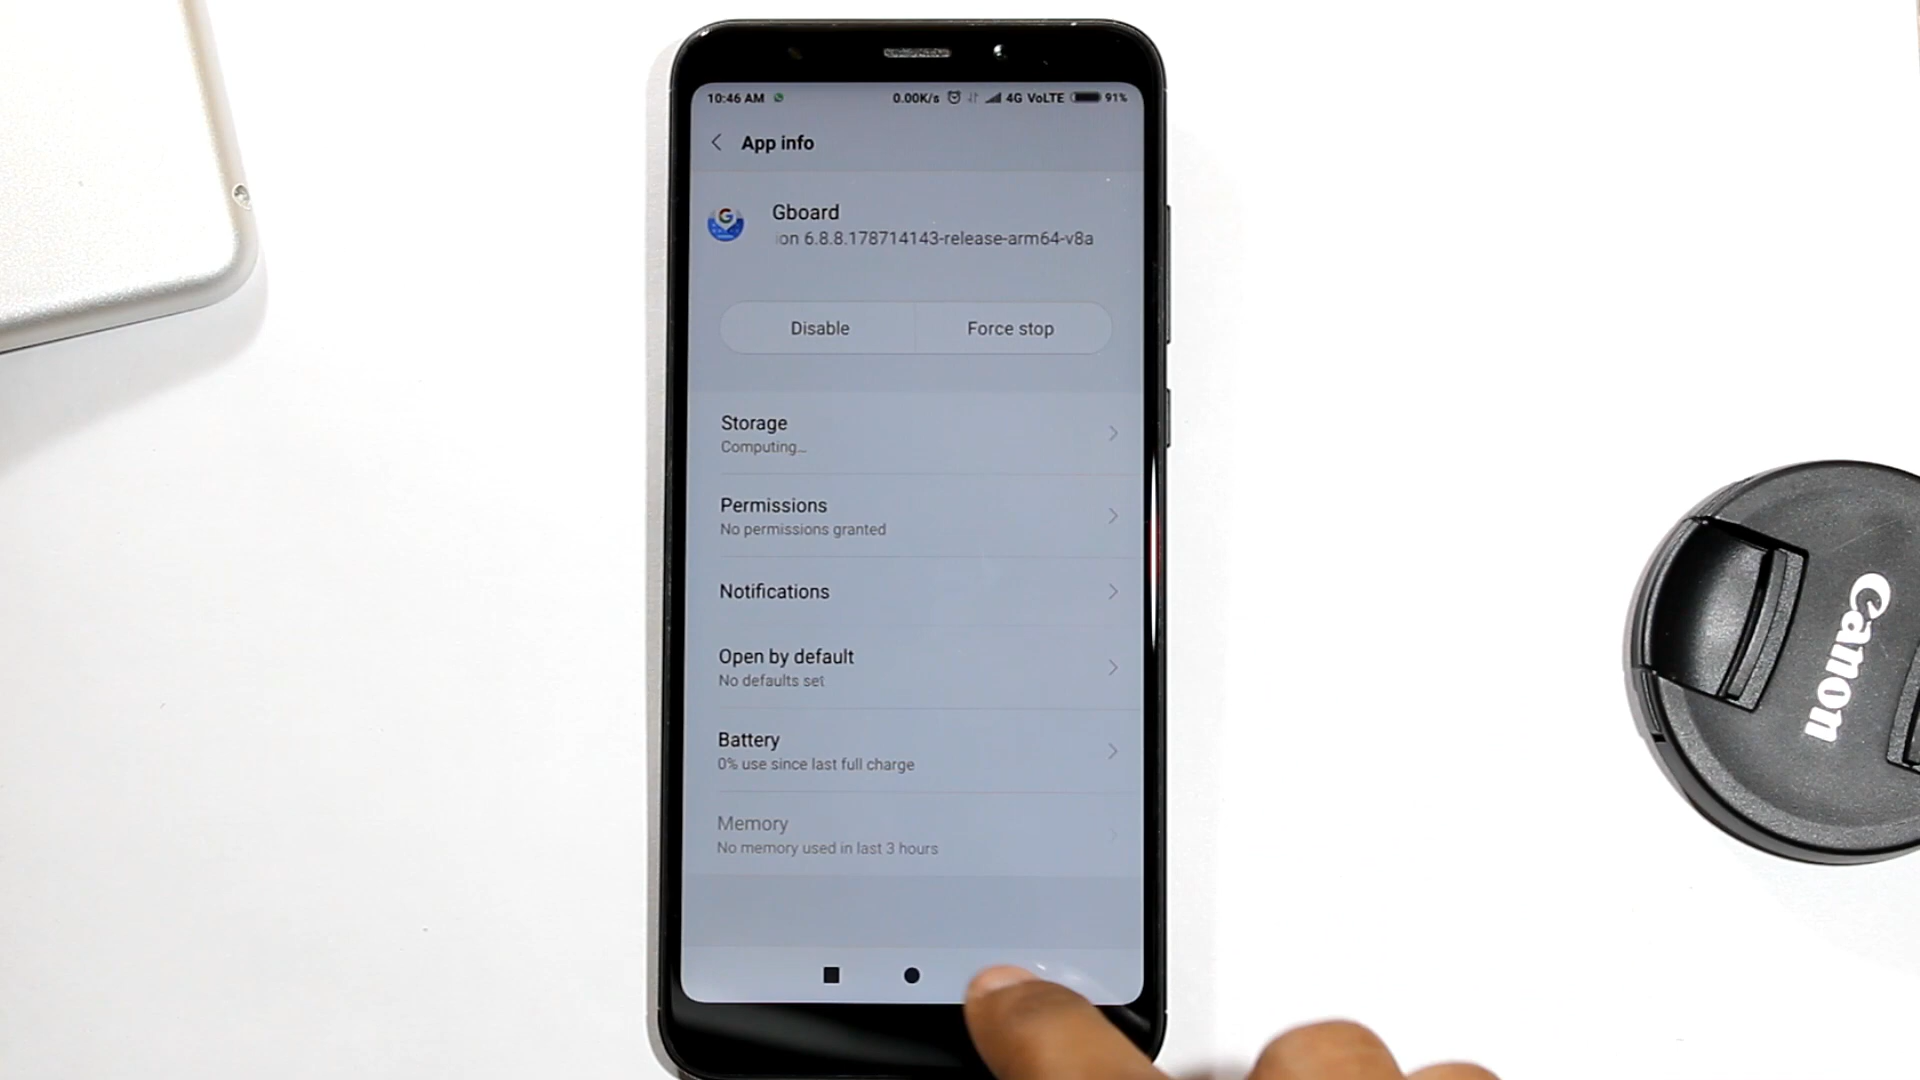 10:46 AM 0.00K/s 4G VoLTE 91%
App info
Gboard
ion 6.8.8.178714143-release-arm64-v8a
Disable Force stop
Storage
Computing...
Permissions
No permissions granted
Notifications
Open by default
No defaults set
Battery
0% use since last full charge
Memory
No memory used in last 3 hours
Canon